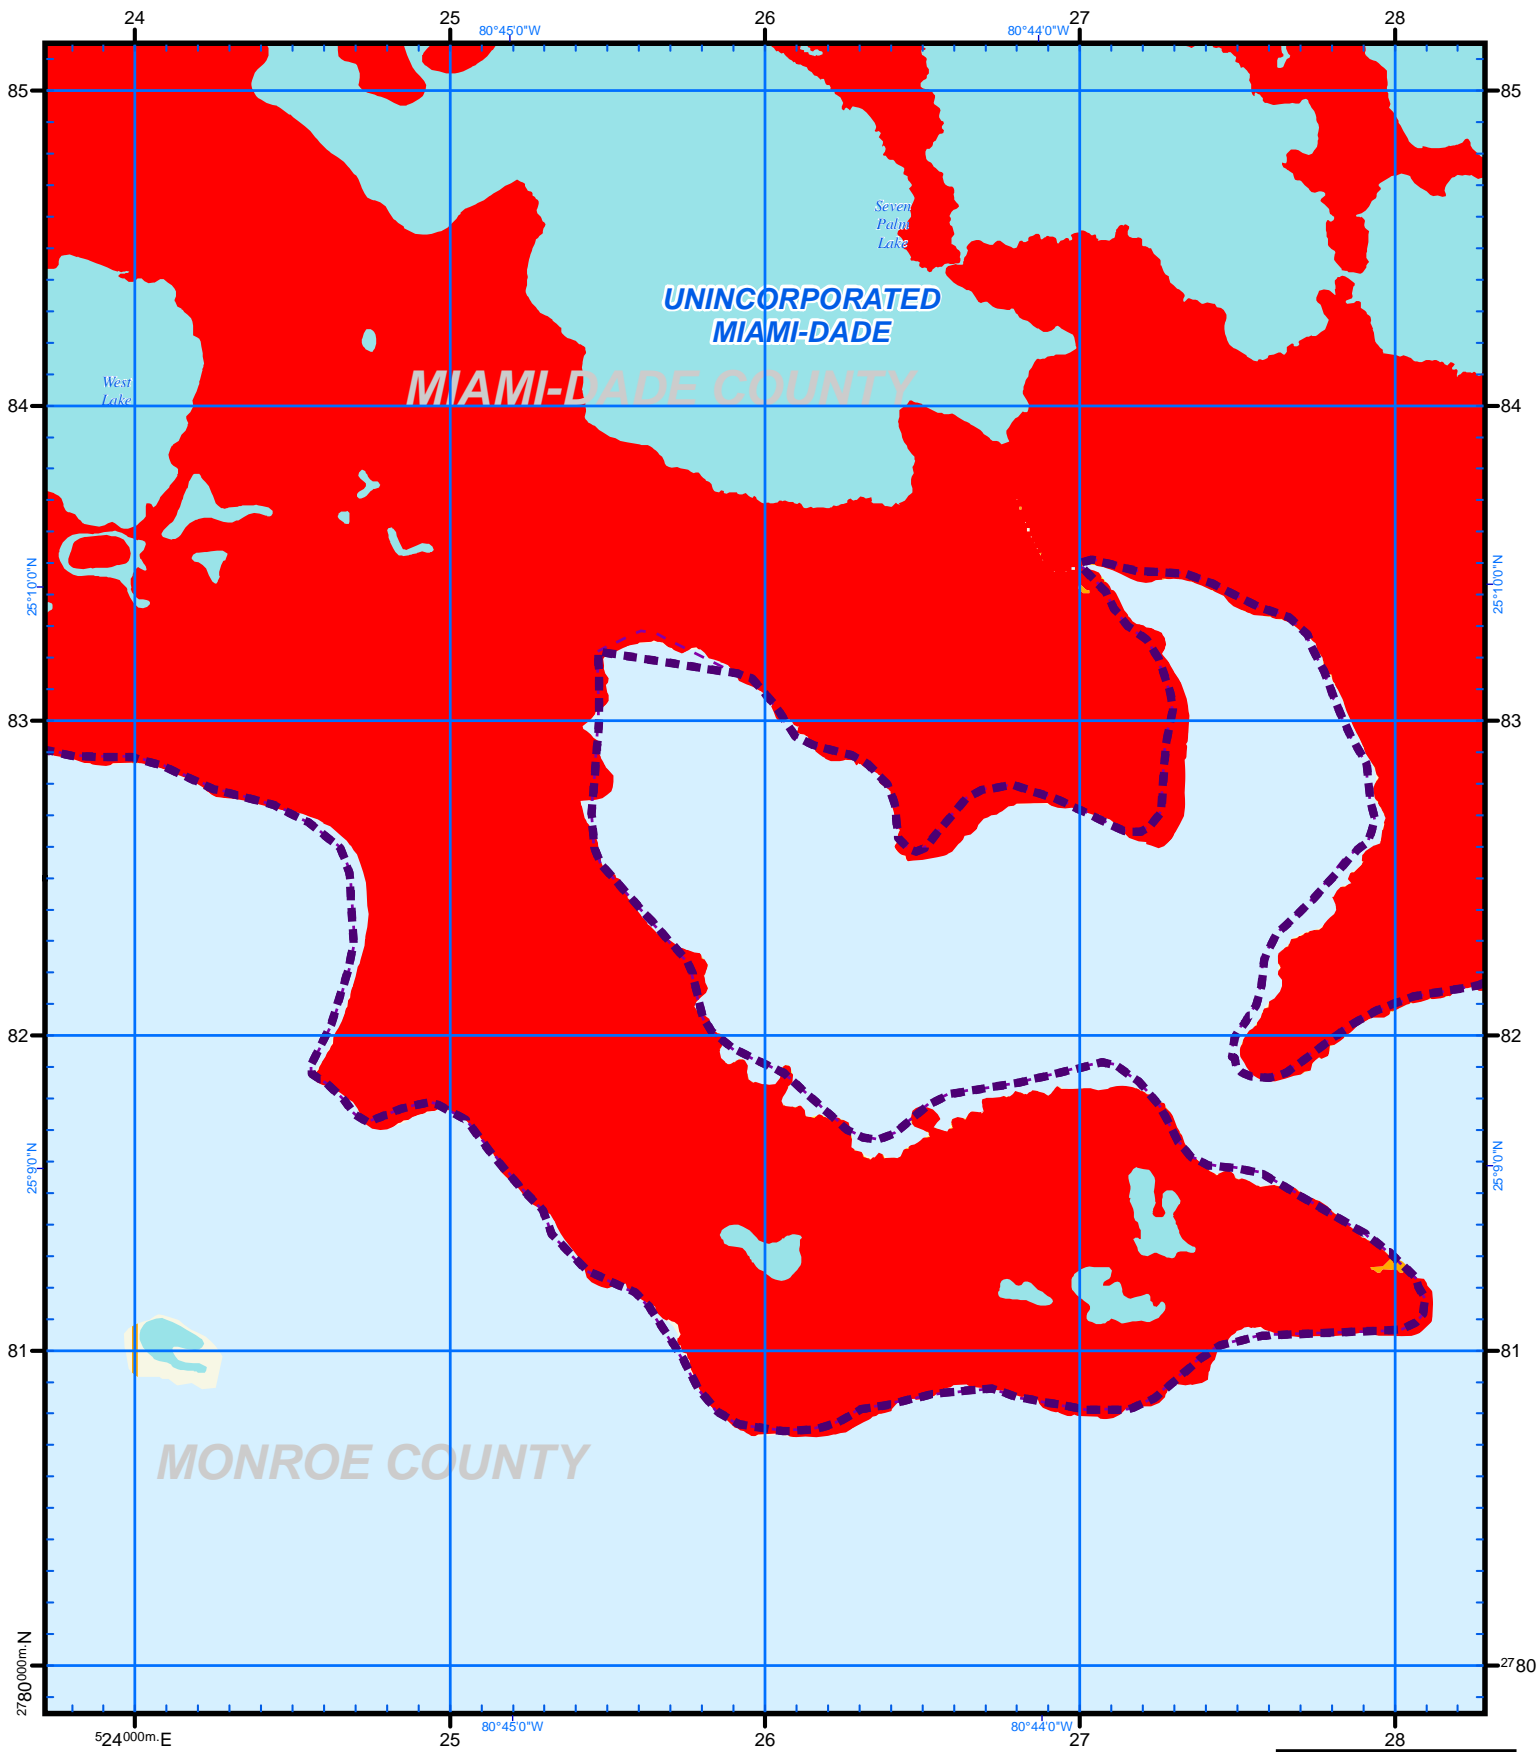 24 25 26 27 28
80°45'0"W 80°44'0"W
85 85
Seven
Palm
Lake
UNINCORPORATED
MIAMI-DADE
West
Lake
MIAMI-DADE COUNTY
84 84
25°10'0"N 25°10'0"N
83 83
82 82
25°9'0"N 25°9'0"N
81 81
MONROE COUNTY
2780000m.N 2780
80°45'0"W 80°44'0"W
524000m.E 25 26 27 28